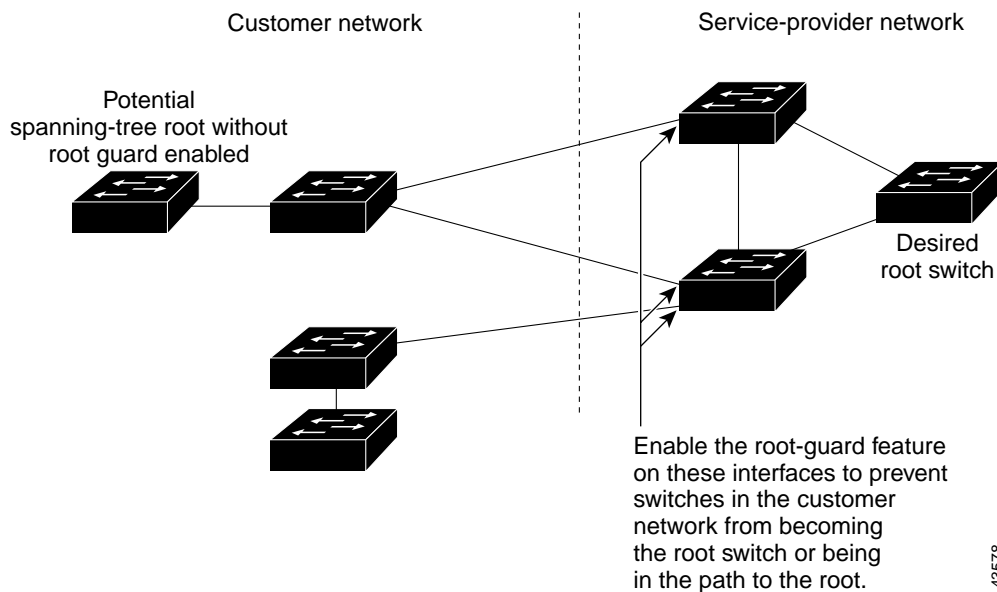 Customer network
Service-provider network
Potential
spanning-tree root without
root guard enabled
Desired
root switch
Enable the root-guard feature
on these interfaces to prevent
switches in the customer
network from becoming
the root switch or being
in the path to the root.
43578